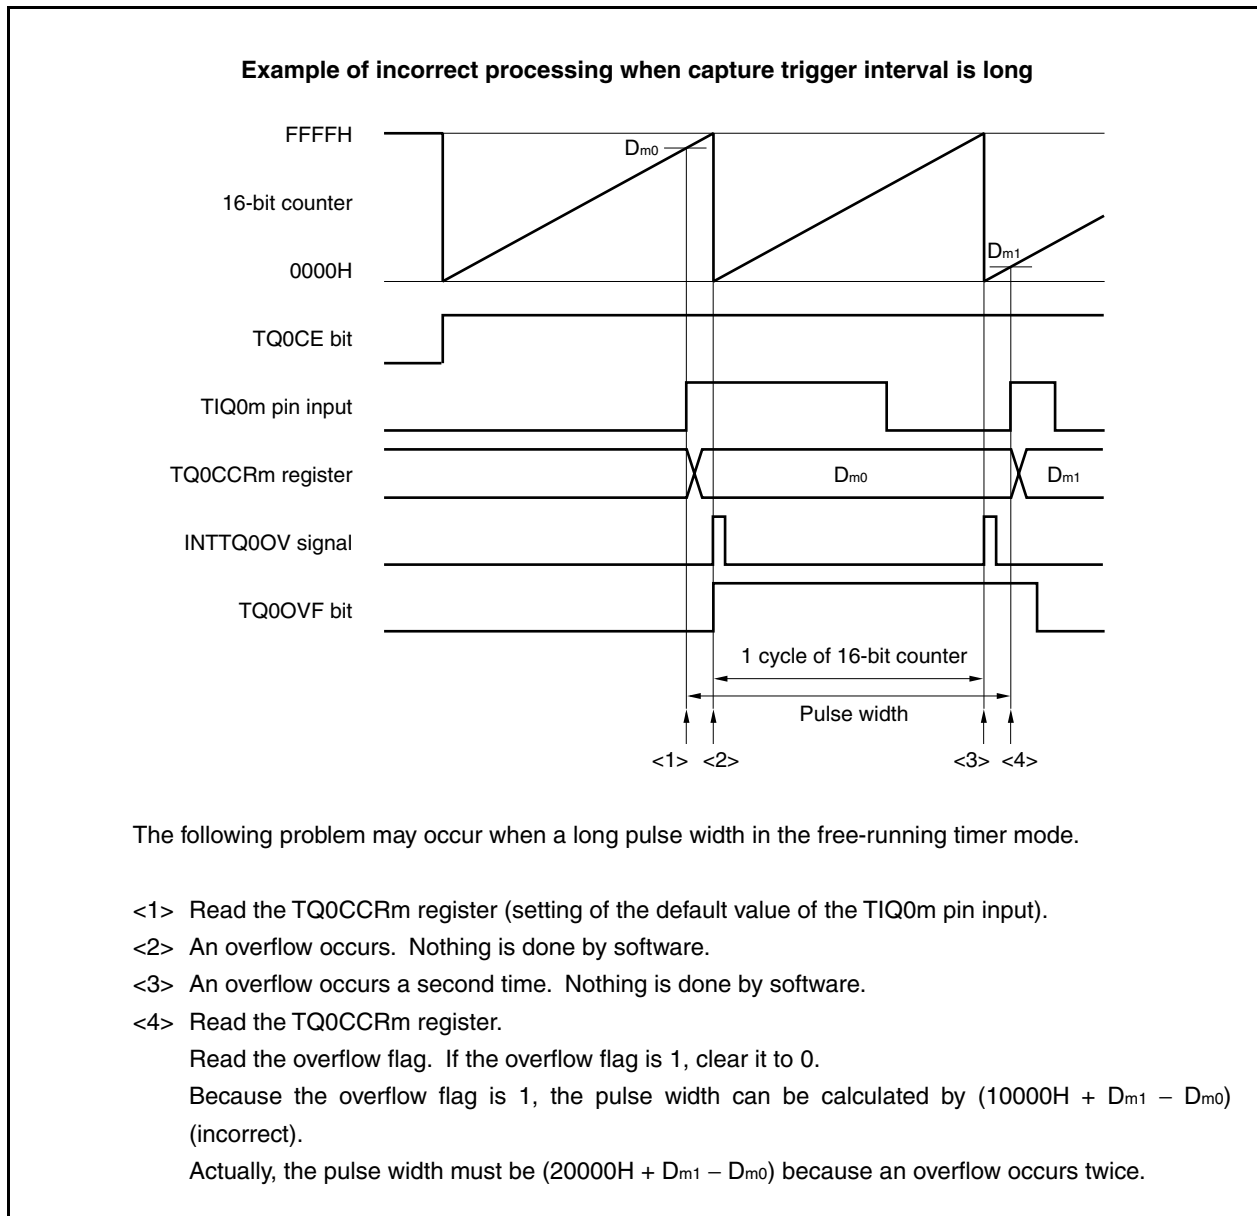 Example of incorrect processing when capture trigger interval is long
FFFFH
Dm0
16-bit counter
Dm1
0000H
TQ0CE bit
TIQ0m pin input
TQ0CCRm register
Dm0
Dm1
INTTQ0OV signal
TQ0OVF bit
1 cycle of 16-bit counter
Pulse width
<1> <2> <3> <4>
The following problem may occur when a long pulse width in the free-running timer mode.
<1> Read the TQ0CCRm register (setting of the default value of the TIQ0m pin input).
<2> An overflow occurs. Nothing is done by software.
<3> An overflow occurs a second time. Nothing is done by software.
<4> Read the TQ0CCRm register.
Read the overflow flag. If the overflow flag is 1, clear it to 0.
Because the overflow flag is 1, the pulse width can be calculated by (10000H + Dm1 − Dm0)
(incorrect).
Actually, the pulse width must be (20000H + Dm1 − Dm0) because an overflow occurs twice.